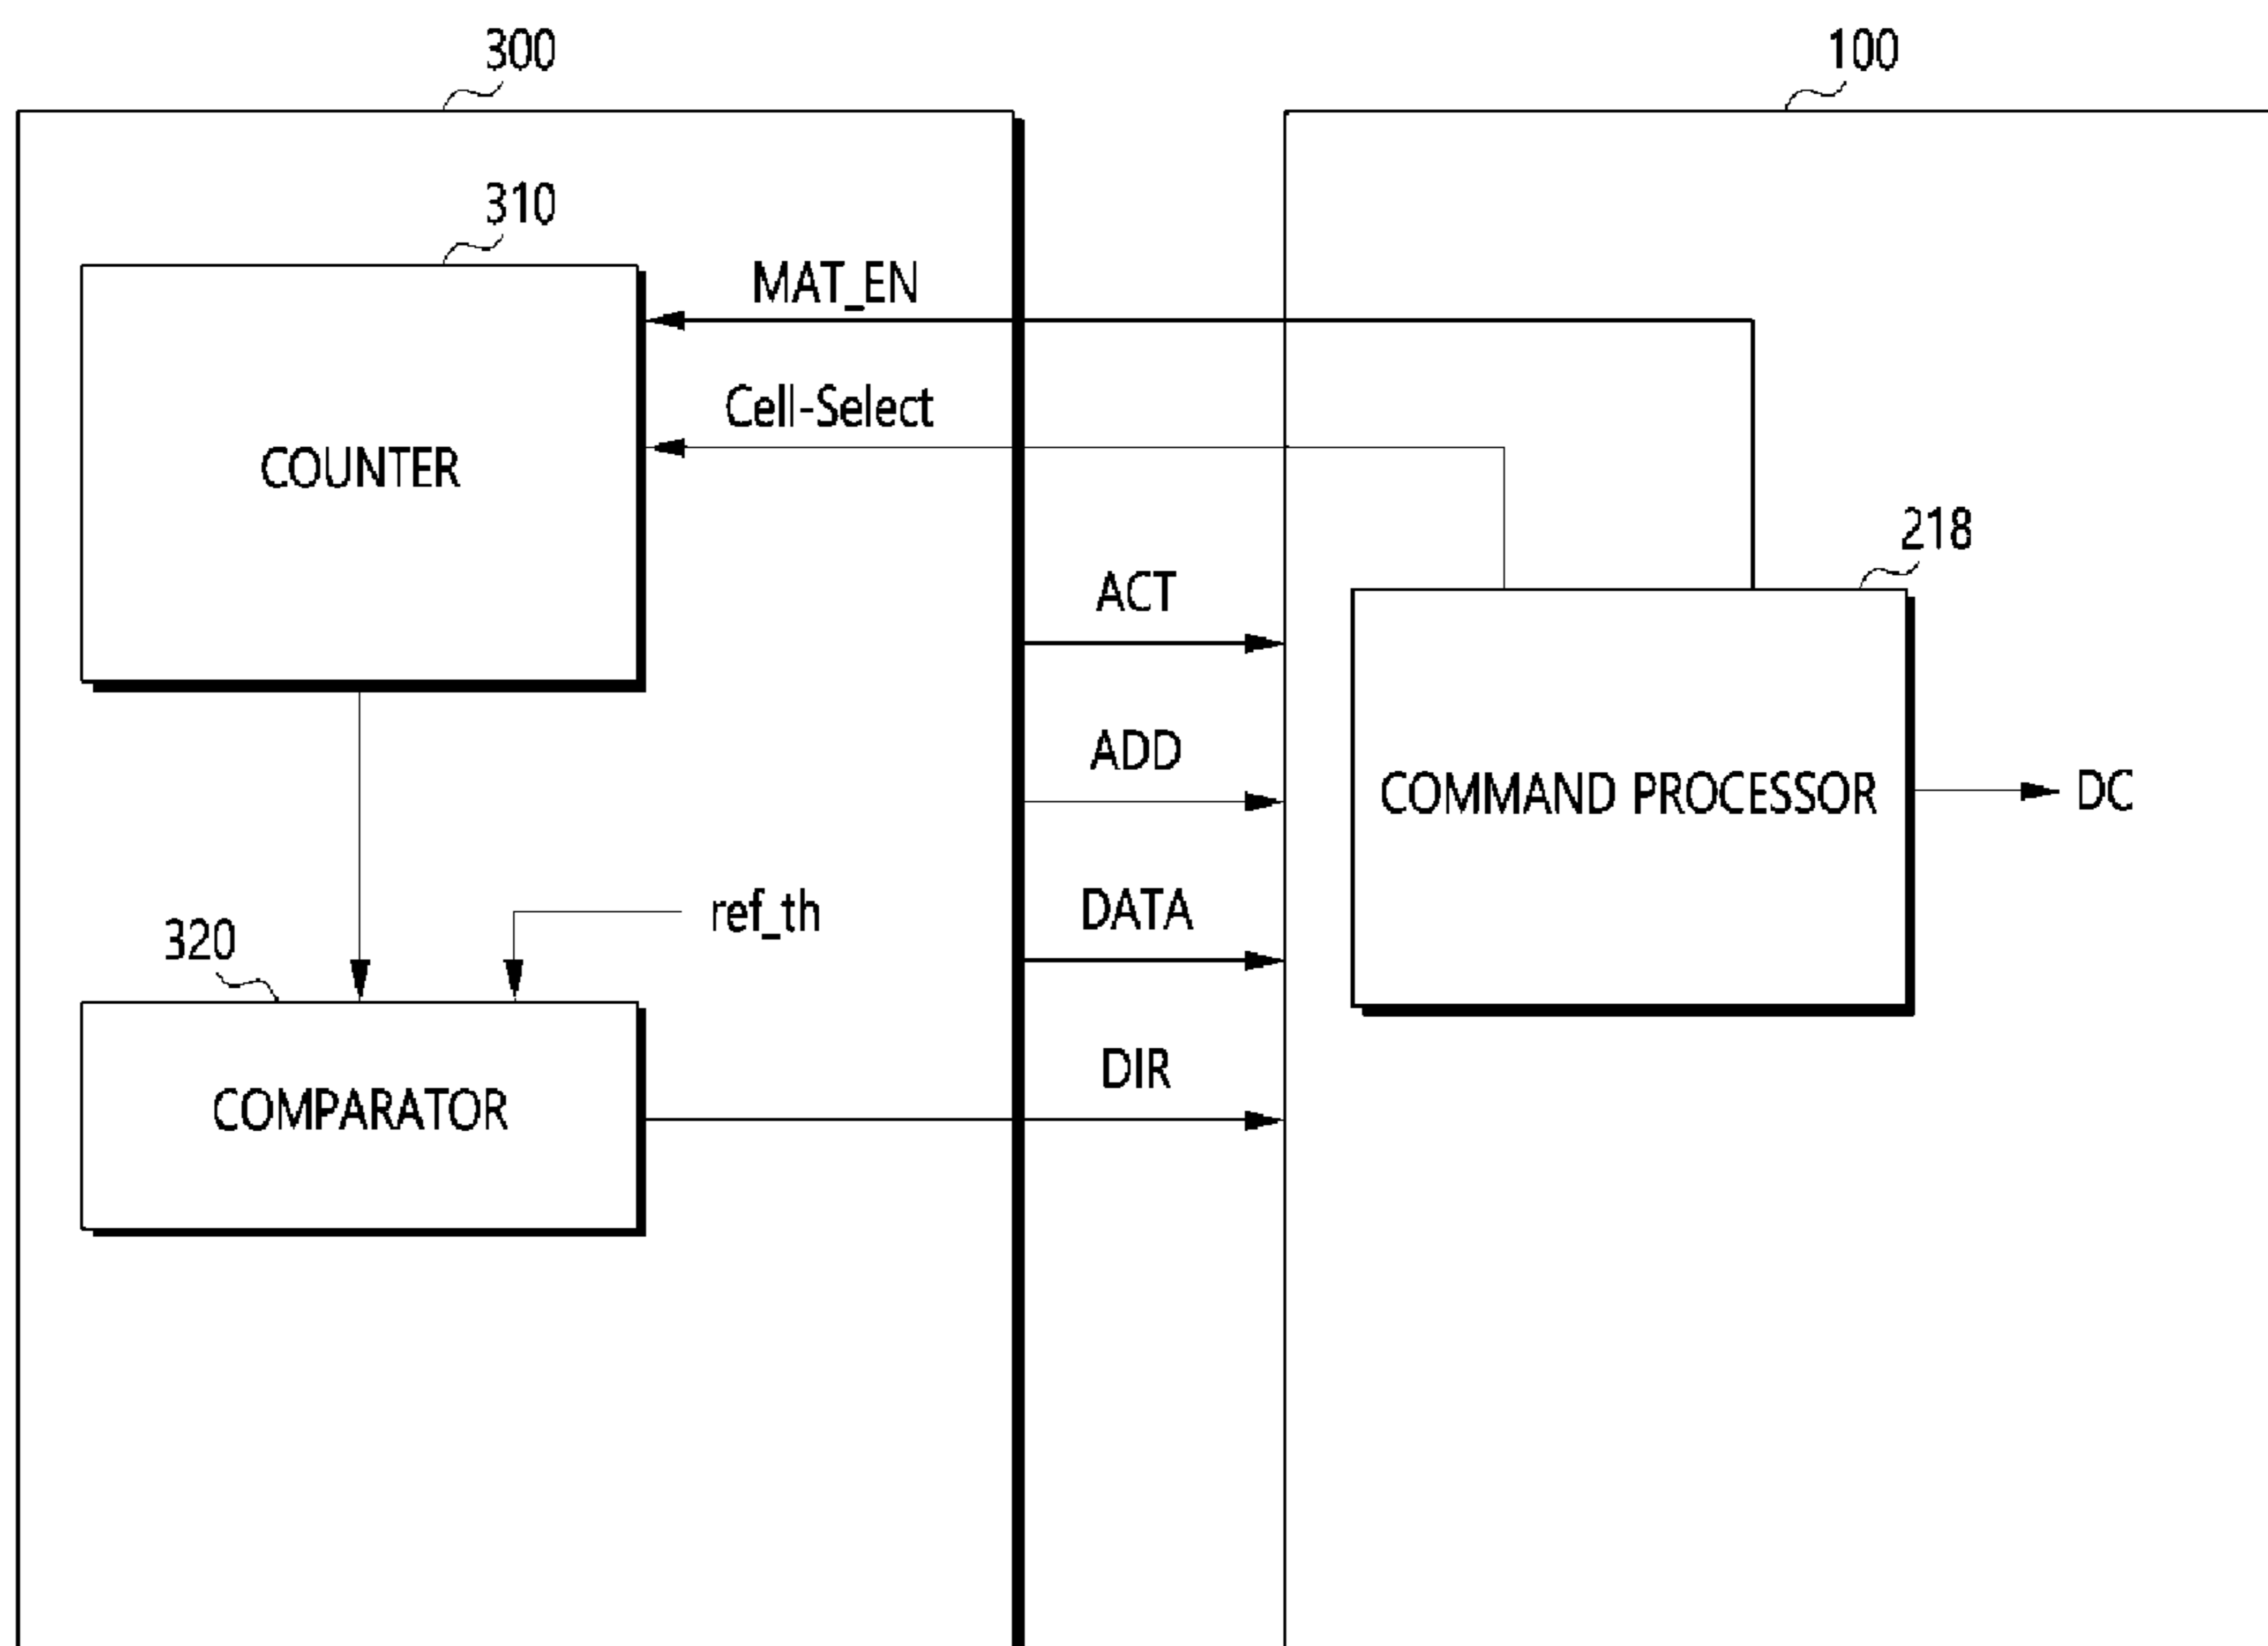 300
100
310
MAT_EN
Cell-Select
COUNTER
218
ACT
ADD
COMMAND PROCESSOR
DC
ref_th
DATA
320
DIR
COMPARATOR